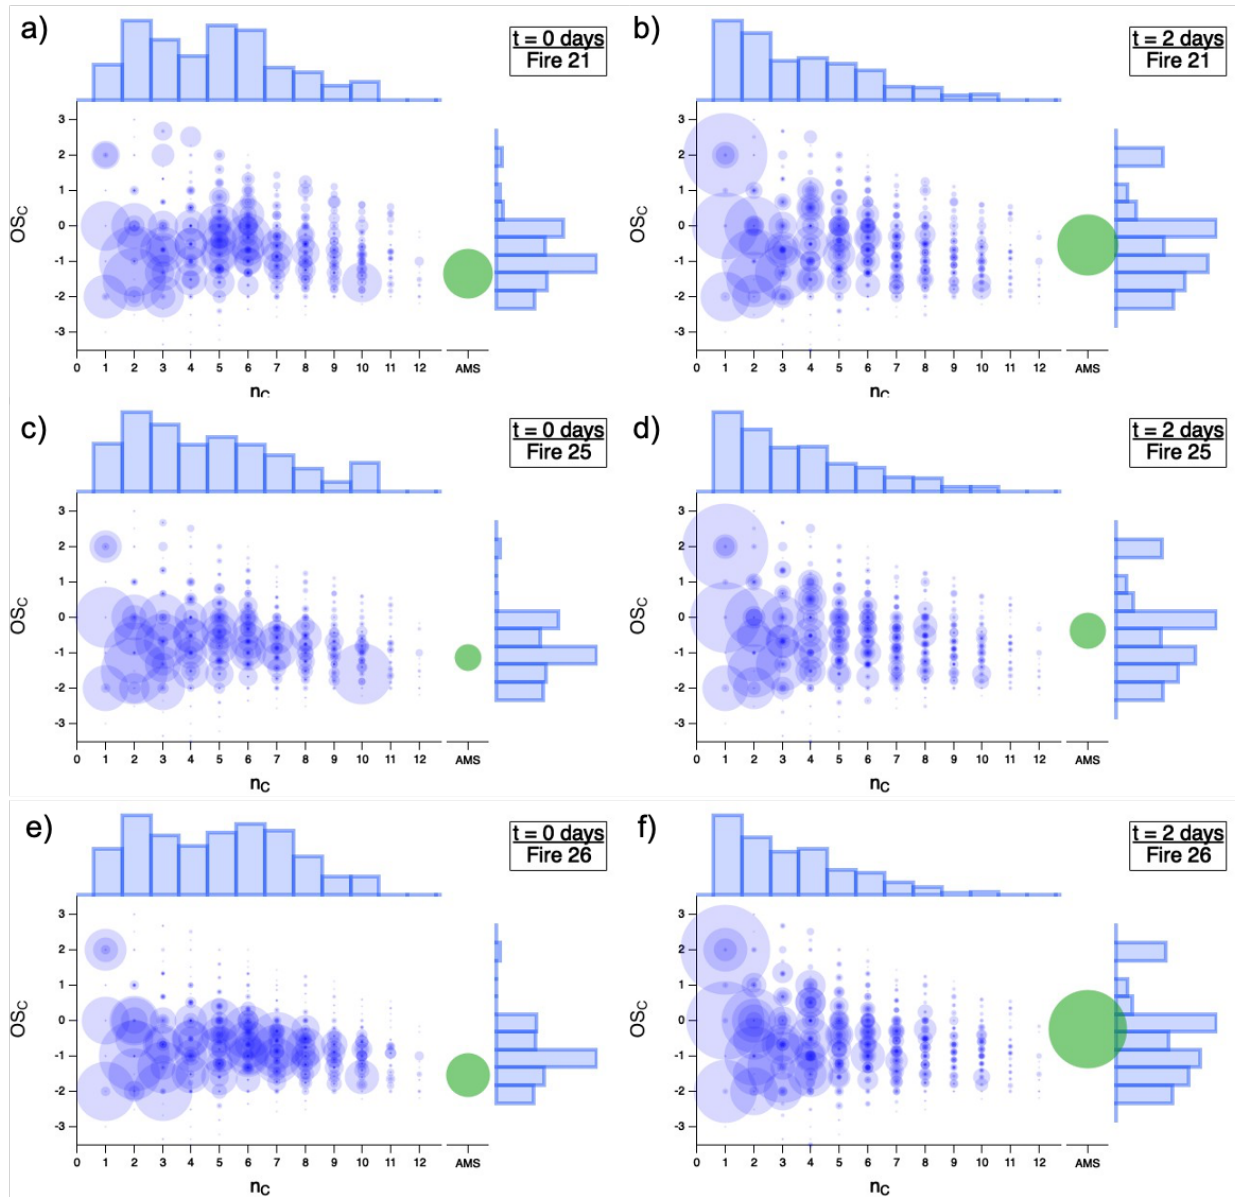 a)
t = 0 days
Fire 21
3
2
1
0
-1
-2
-3
OSC
0 1 2 3 4 5 6 7 8 9 10 11 12 AMS
nC
b)
t = 2 days
Fire 21
3
2
1
0
-1
-2
-3
OSC
0 1 2 3 4 5 6 7 8 9 10 11 12 AMS
nC
c)
t = 0 days
Fire 25
3
2
1
0
-1
-2
-3
OSC
0 1 2 3 4 5 6 7 8 9 10 11 12 AMS
nC
d)
t = 2 days
Fire 25
3
2
1
0
-1
-2
-3
OSC
0 1 2 3 4 5 6 7 8 9 10 11 12 AMS
nC
e)
t = 0 days
Fire 26
3
2
1
0
-1
-2
-3
OSC
0 1 2 3 4 5 6 7 8 9 10 11 12 AMS
nC
f)
t = 2 days
Fire 26
3
2
1
0
-1
-2
-3
OSC
0 1 2 3 4 5 6 7 8 9 10 11 12 AMS
nC